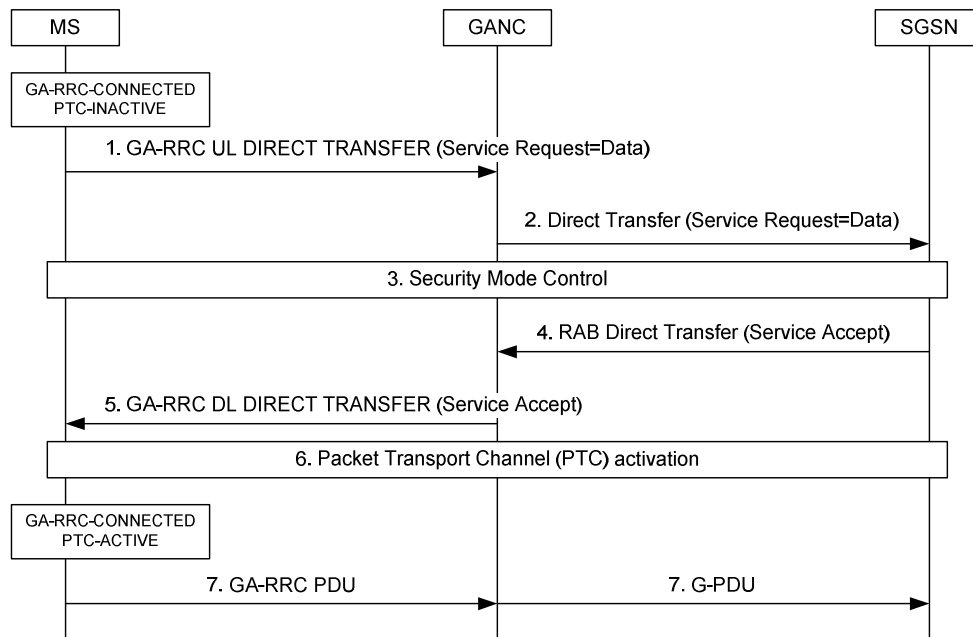 MS
GANC
SGSN
GA-RRC-CONNECTED
PTC-INACTIVE
1. GA-RRC UL DIRECT TRANSFER (Service Request=Data)
2. Direct Transfer (Service Request=Data)
3. Security Mode Control
4. RAB Direct Transfer (Service Accept)
5. GA-RRC DL DIRECT TRANSFER (Service Accept)
6. Packet Transport Channel (PTC) activation
GA-RRC-CONNECTED
PTC-ACTIVE
7. GA-RRC PDU
7. G-PDU